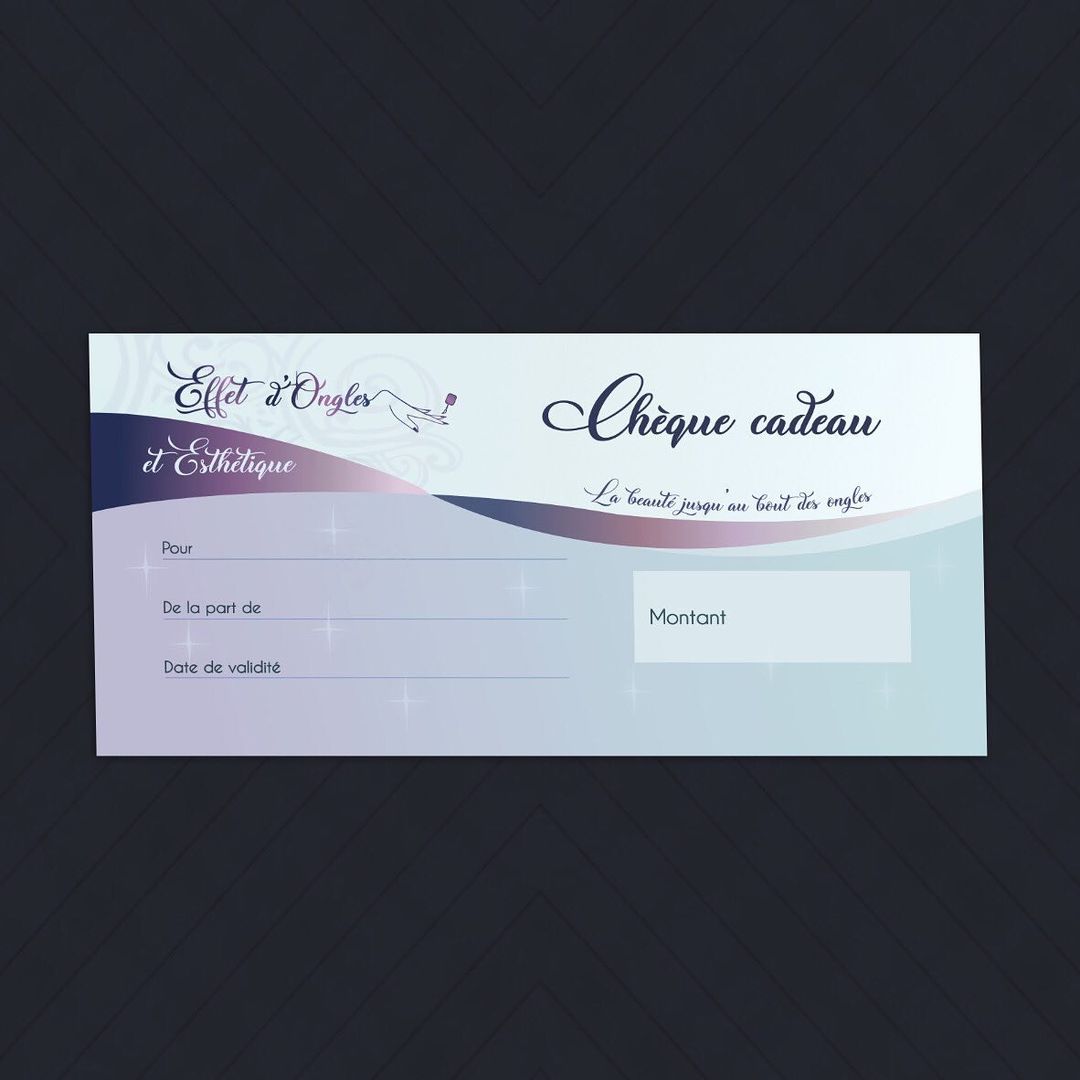 Effet d'Ongles
et Esthétique
Chèque cadeau
La beauté jusqu'au bout des ongles
Pour
De la part de
Date de validité
Montant